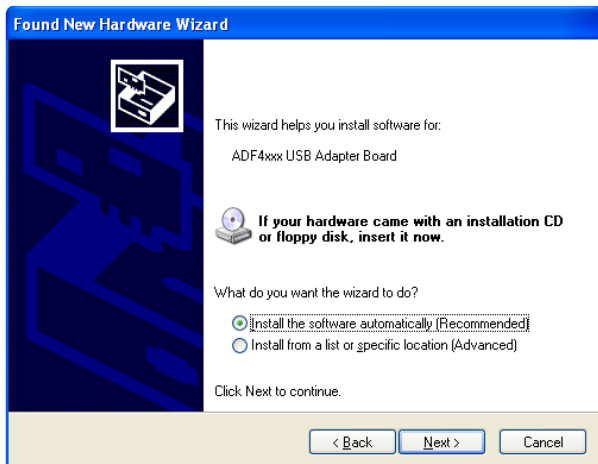 Found New Hardware Wizard
This wizard helps you install software for:
ADF4xxx USB Adapter Board
If your hardware came with an installation CD
or floppy disk, insert it now.
What do you want the wizard to do?
Install the software automatically (Recommended)
Install from a list or specific location (Advanced)
Click Next to continue.
< Back Next > Cancel